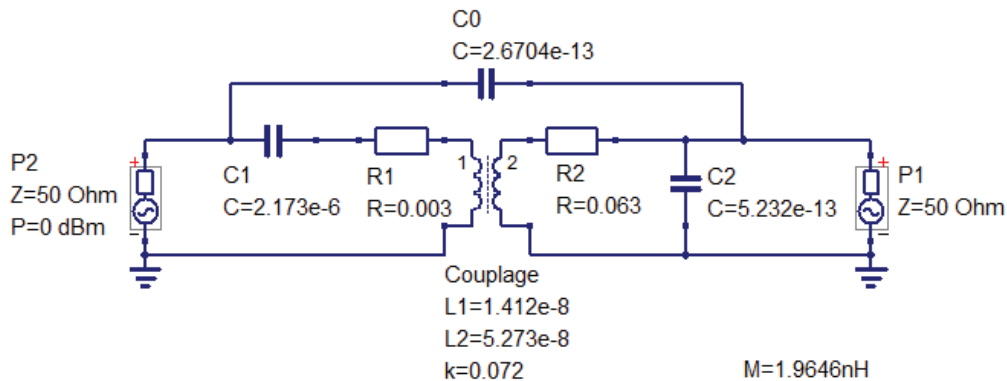 C0
C=2.6704e-13
P2
Z=50 Ohm
P=0 dBm
+
−
C1
C=2.173e-6
R1
R=0.003
1
2
R2
R=0.063
C2
C=5.232e-13
+
−
P1
Z=50 Ohm
Couplage
L1=1.412e-8
L2=5.273e-8
k=0.072
M=1.9646nH